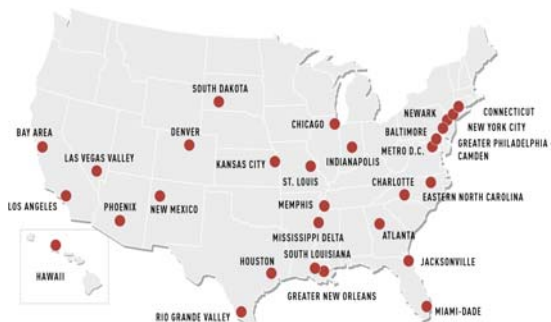 SOUTH DAKOTA
CHICAGO
NEWARK
CONNECTICUT
NEW YORK CITY
BAY AREA
DENVER
BALTIMORE
GREATER PHILADELPHIA
CAMDEN
METRO D.C.
LAS VEGAS VALLEY
KANSAS CITY
INDIANAPOLIS
ST. LOUIS
CHARLOTTE
EASTERN NORTH CAROLINA
LOS ANGELES
PHOENIX
NEW MEXICO
MEMPHIS
MISSISSIPPI DELTA
ATLANTA
SOUTH LOUISIANA
HOUSTON
JACKSONVILLE
HAWAII
GREATER NEW ORLEANS
RIO GRANDE VALLEY
MIAMI-DADE